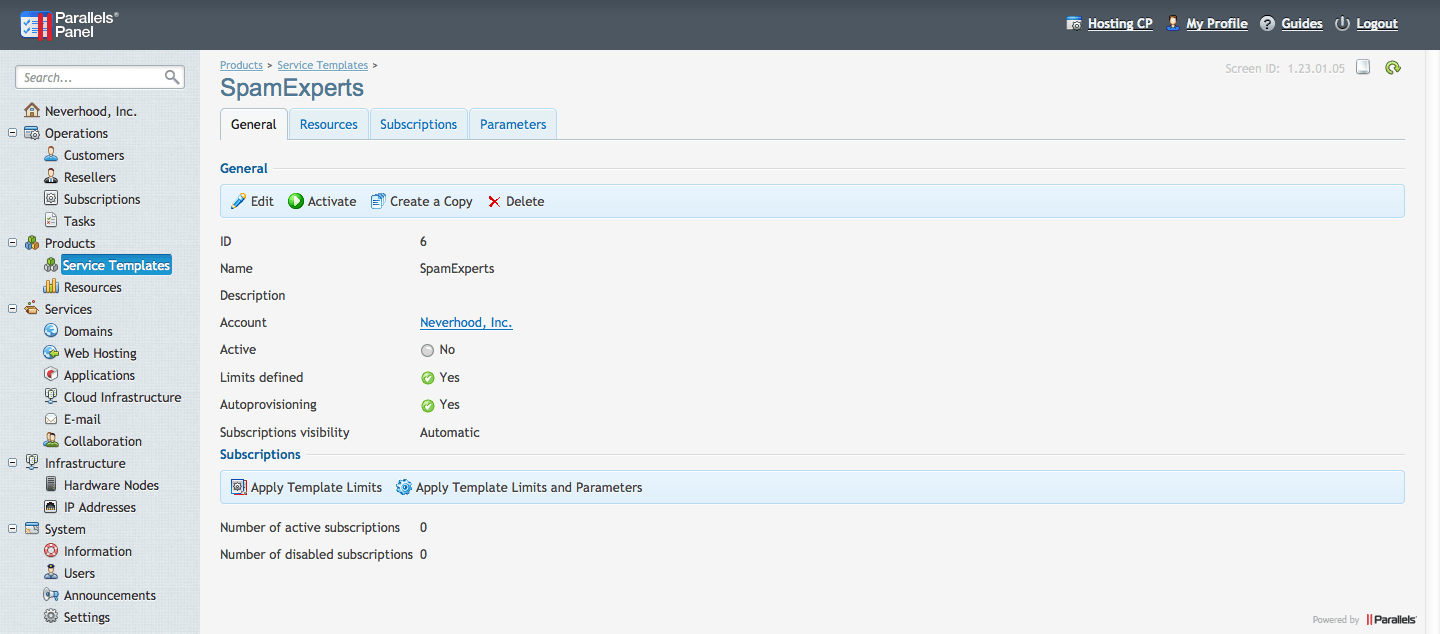 Parallels®
Panel
Hosting CP My Profile Guides Logout
Search...
Neverhood, Inc.
Operations
Customers
Resellers
Subscriptions
Tasks
Products
Service Templates
Resources
Services
Domains
Web Hosting
Applications
Cloud Infrastructure
E-mail
Collaboration
Infrastructure
Hardware Nodes
IP Addresses
System
Information
Users
Announcements
Settings
Products > Service Templates >
Screen ID: 1.23.01.05
SpamExperts
General Resources Subscriptions Parameters
General
Edit Activate Create a Copy Delete
ID 6
Name SpamExperts
Description
Account Neverhood, Inc.
Active No
Limits defined Yes
Autoprovisioning Yes
Subscriptions visibility Automatic
Subscriptions
Apply Template Limits Apply Template Limits and Parameters
Number of active subscriptions 0
Number of disabled subscriptions 0
Powered by Parallels®